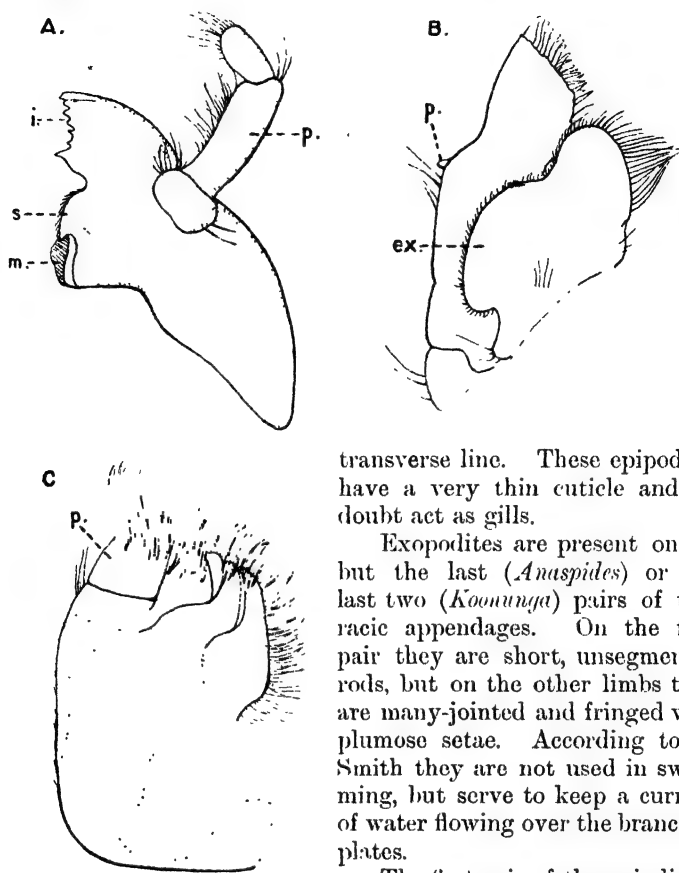 A.
B.
i.
p.
p.
s
ex.
m.
C
p.
transverse line. These epipod
have a very thin cuticle and
doubt act as gills.
Exopodites are present on
but the last (Anaspides) or
last two (Koonunga) pairs of
racic appendages. On the
pair they are short, unsegmen
rods, but on the other limbs t
are many-jointed and fringed v
plumose setae. According to
Smith they are not used in sw
ming, but serve to keep a curr
of water flowing over the branc
plates.